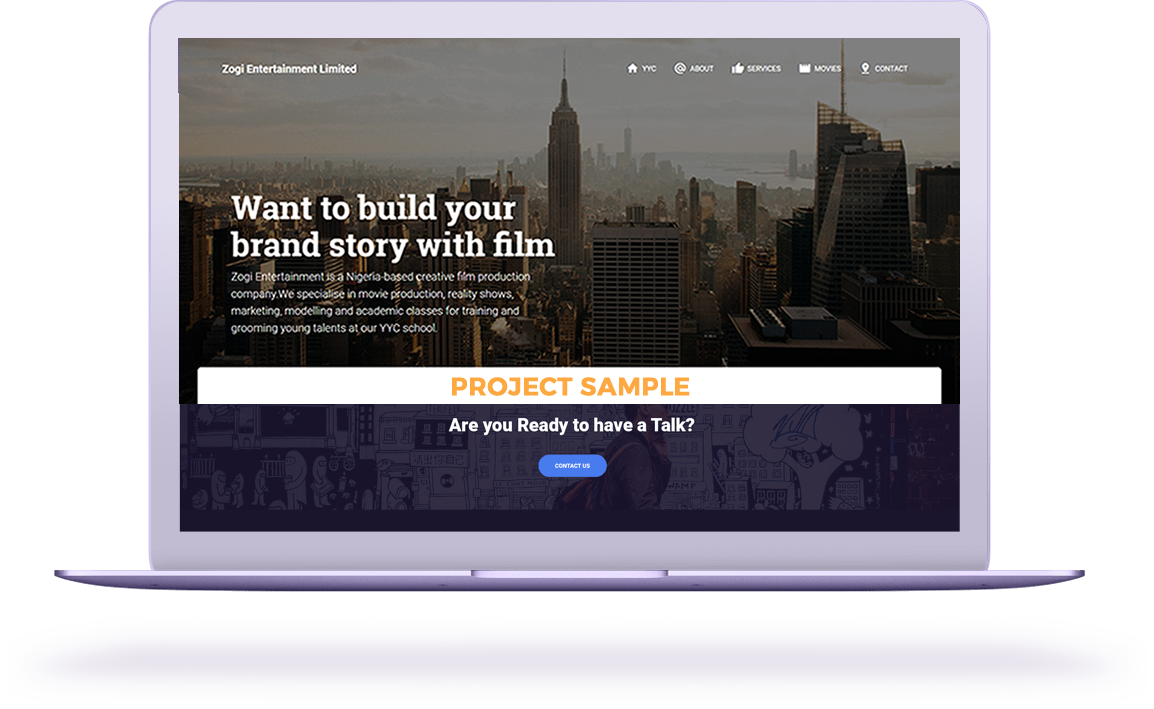 Zogi Entertainment Limited
YYC ABOUT SERVICES MOVIES CONTACT
Want to build your
brand story with film
Zogi Entertainment is a Nigeria-based creative film production
company.We specialise in movie production, reality shows,
marketing, modelling and academic classes for training and
grooming young talents at our YYC school.
PROJECT SAMPLE
Are you Ready to have a Talk?
CONTACT US